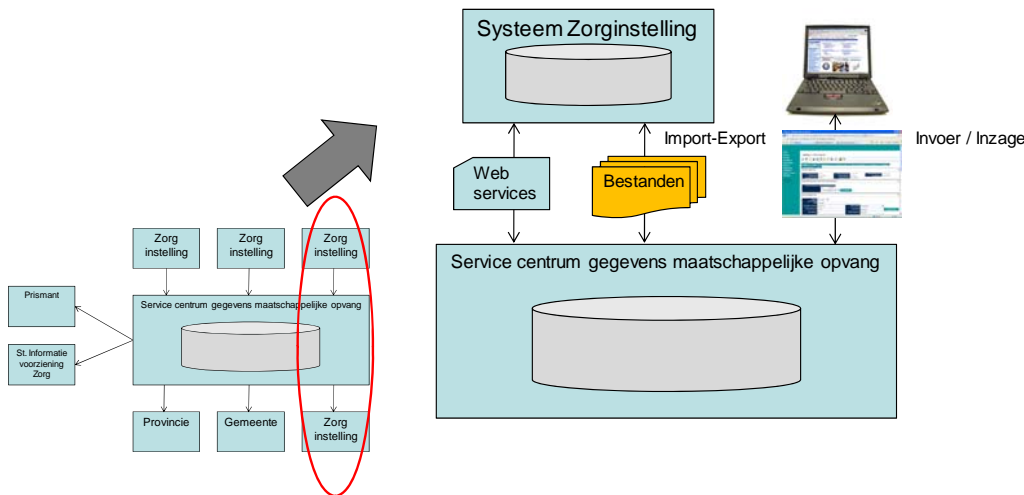 Systeem Zorginstelling
Import-Export
Invoer / Inzage
Web
services
Bestanden
Service centrum gegevens maatschappelijke opvang
Zorg
instelling
Zorg
instelling
Zorg
instelling
Prismant
Service centrum gegevens maatschappelijke opvang
St. Informatie
voorziening
Zorg
Provincie
Gemeente
Zorg
instelling